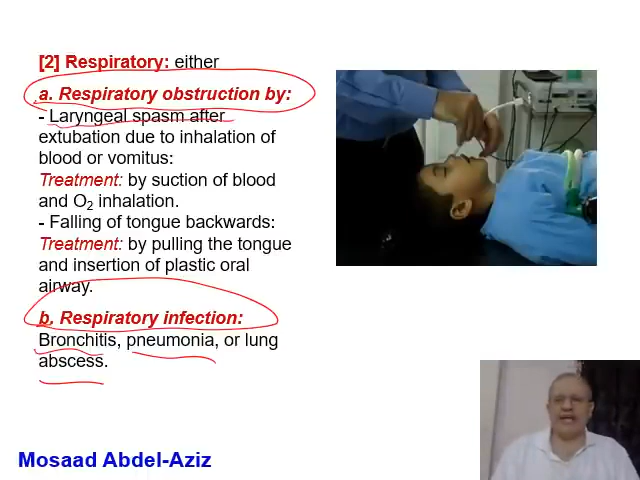 [2] Respiratory: either
a. Respiratory obstruction by:
- Laryngeal spasm after
extubation due to inhalation of
blood or vomitus:
Treatment: by suction of blood
and O₂ inhalation.
- Falling of tongue backwards:
Treatment: by pulling the tongue
and insertion of plastic oral
airway.
b. Respiratory infection:
Bronchitis, pneumonia, or lung
abscess.
Mosaad Abdel-Aziz